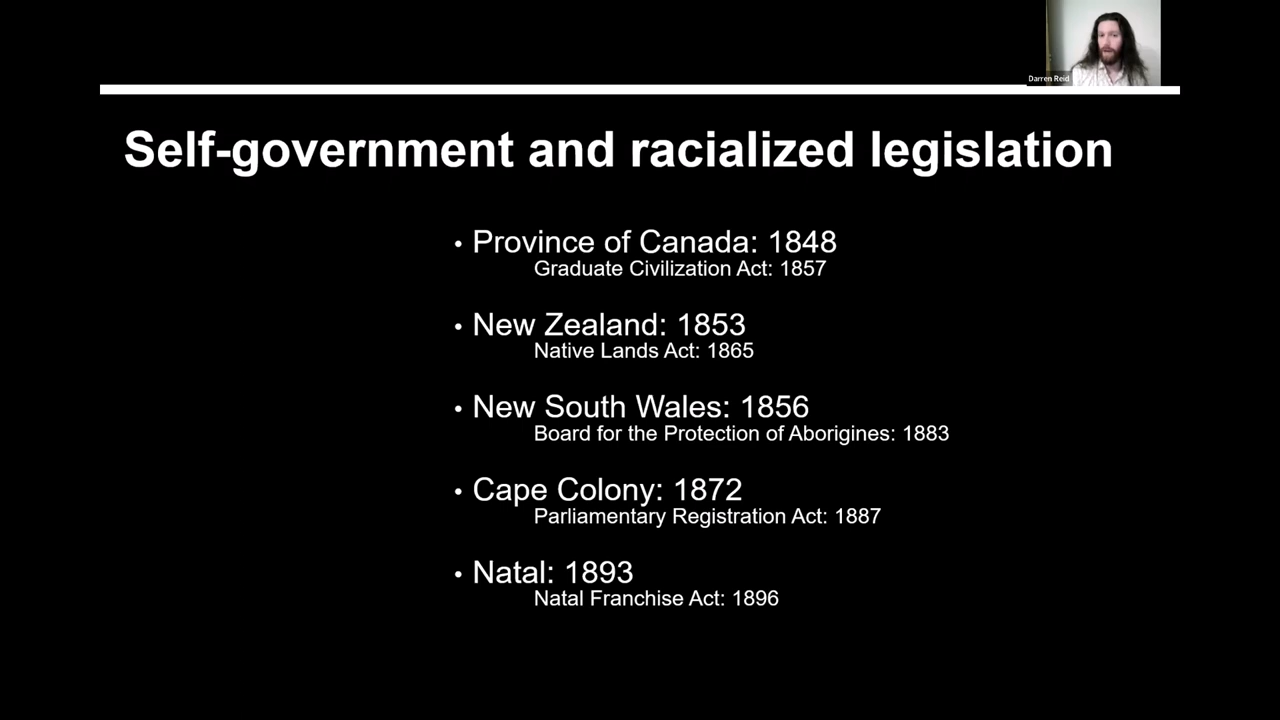 Darren Reid
Self-government and racialized legislation
• Province of Canada: 1848
Graduate Civilization Act: 1857
• New Zealand: 1853
Native Lands Act: 1865
• New South Wales: 1856
Board for the Protection of Aborigines: 1883
• Cape Colony: 1872
Parliamentary Registration Act: 1887
• Natal: 1893
Natal Franchise Act: 1896